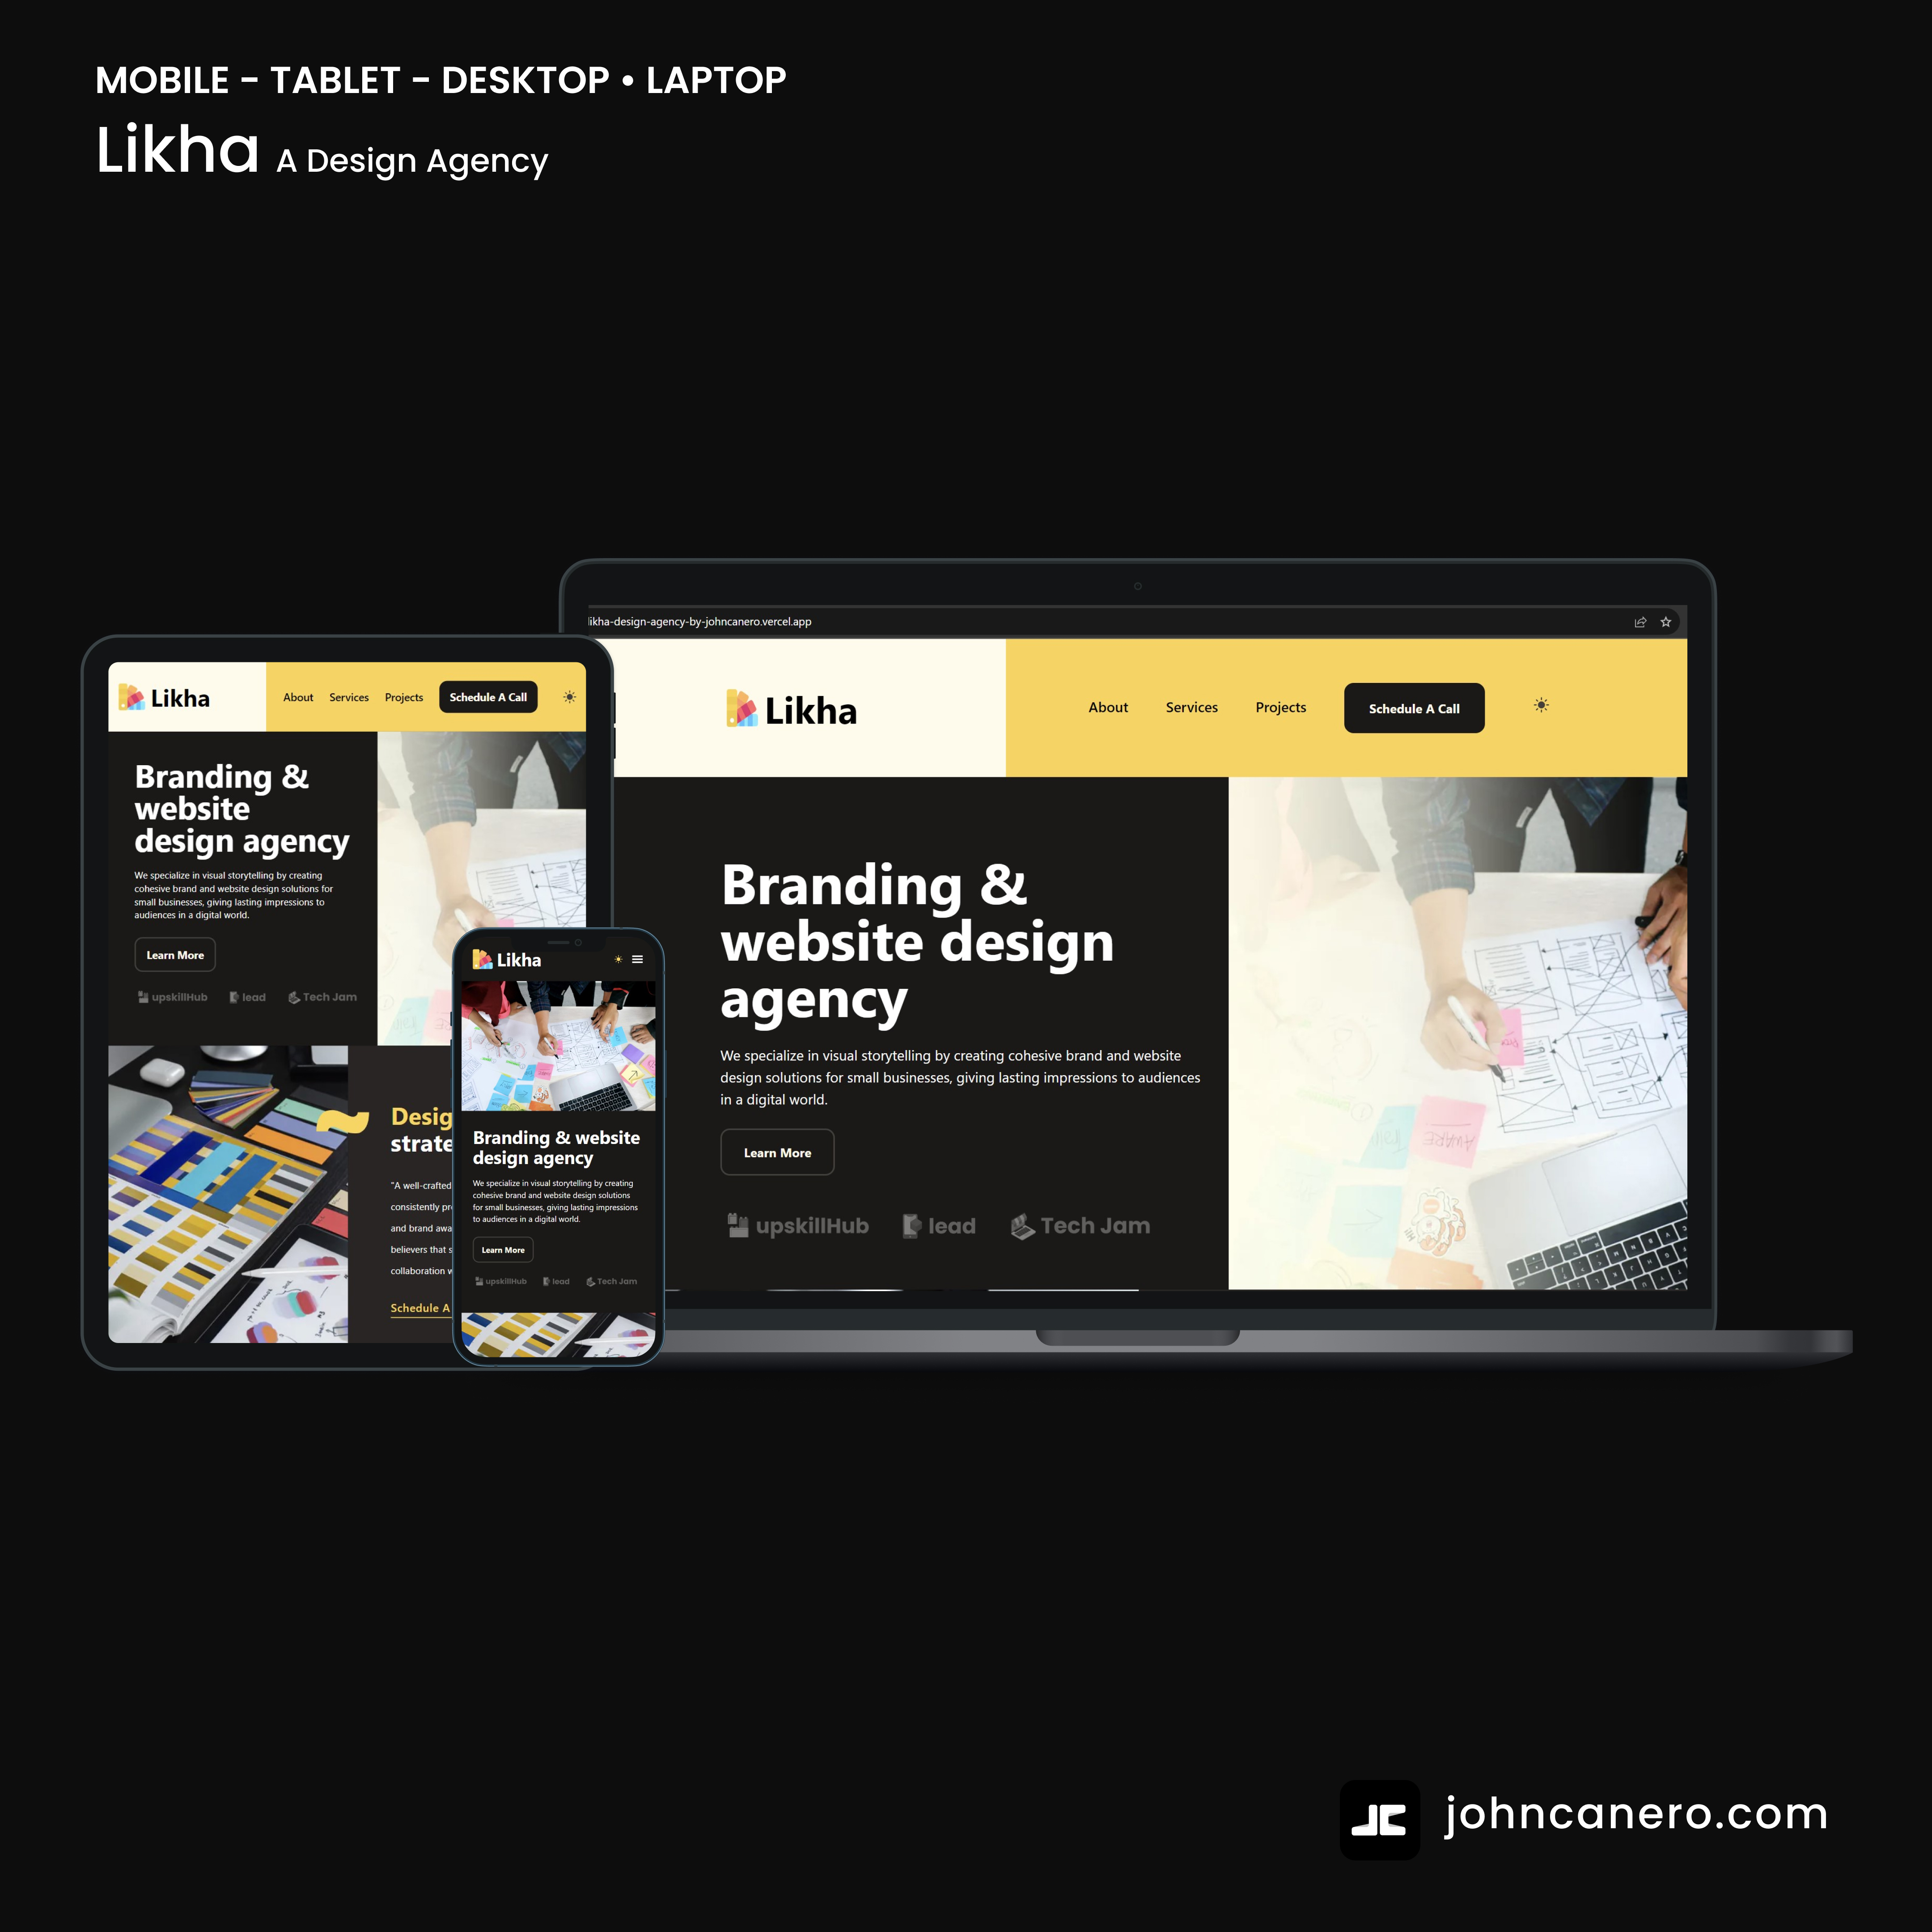 MOBILE - TABLET - DESKTOP • LAPTOP
Likha A Design Agency
likha-design-agency-by-johncanero.vercel.app
Likha
About Services Projects Schedule A Call
Branding &
website design
agency
We specialize in visual storytelling by creating cohesive brand and website
design solutions for small businesses, giving lasting impressions to audiences
in a digital world.
Learn More
upskillHub lead Tech Jam
AWARE
Likha
About Services Projects Schedule A Call
Branding &
website
design agency
We specialize in visual storytelling by creating
cohesive brand and website design solutions for
small businesses, giving lasting impressions to
audiences in a digital world.
Learn More
upskillHub lead Tech Jam
Desig
strate
"A well-crafted
consistently pr
and brand awa
believers that s
collaboration w
Schedule A
Likha
Branding & website
design agency
We specialize in visual storytelling by creating
cohesive brand and website design solutions
for small businesses, giving lasting impressions
to audiences in a digital world.
Learn More
upskillHub lead Tech Jam
JC johncanero.com